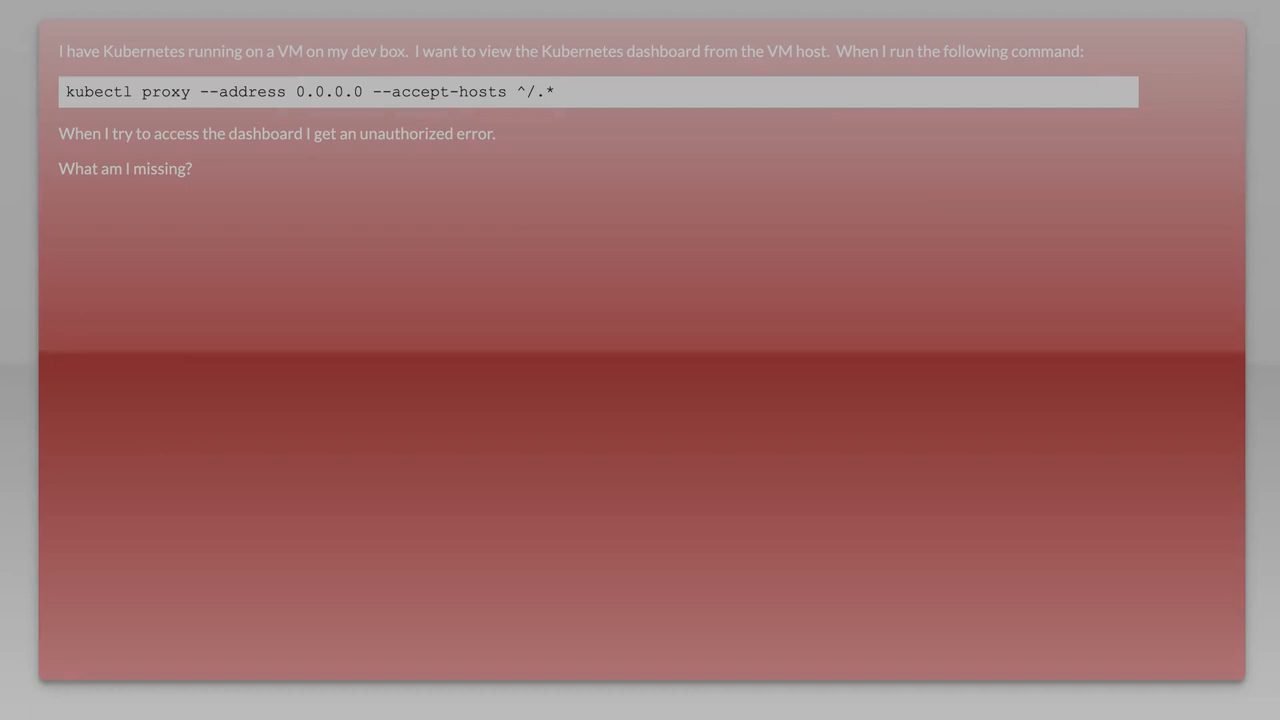 I have Kubernetes running on a VM on my dev box.  I want to view the Kubernetes dashboard from the VM host.  When I run the following command:
kubectl proxy --address 0.0.0.0 --accept-hosts ^/.*
When I try to access the dashboard I get an unauthorized error.
What am I missing?